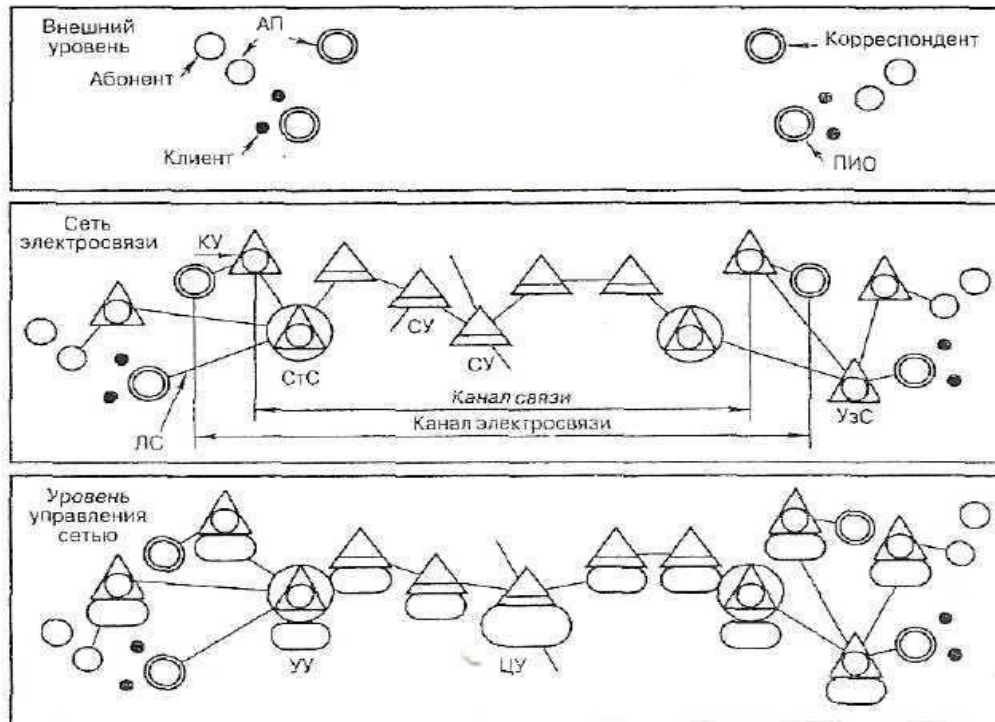 Внешний
уровень
АП
Абонент
Клиент
Корреспондент
ПИО
Сеть
электросвязи
КУ
СУ
СУ
СтС
Канал связи
Канал электросвязи
ЛС
УзС
Уровень
управления
сетью
УУ
ЦУ